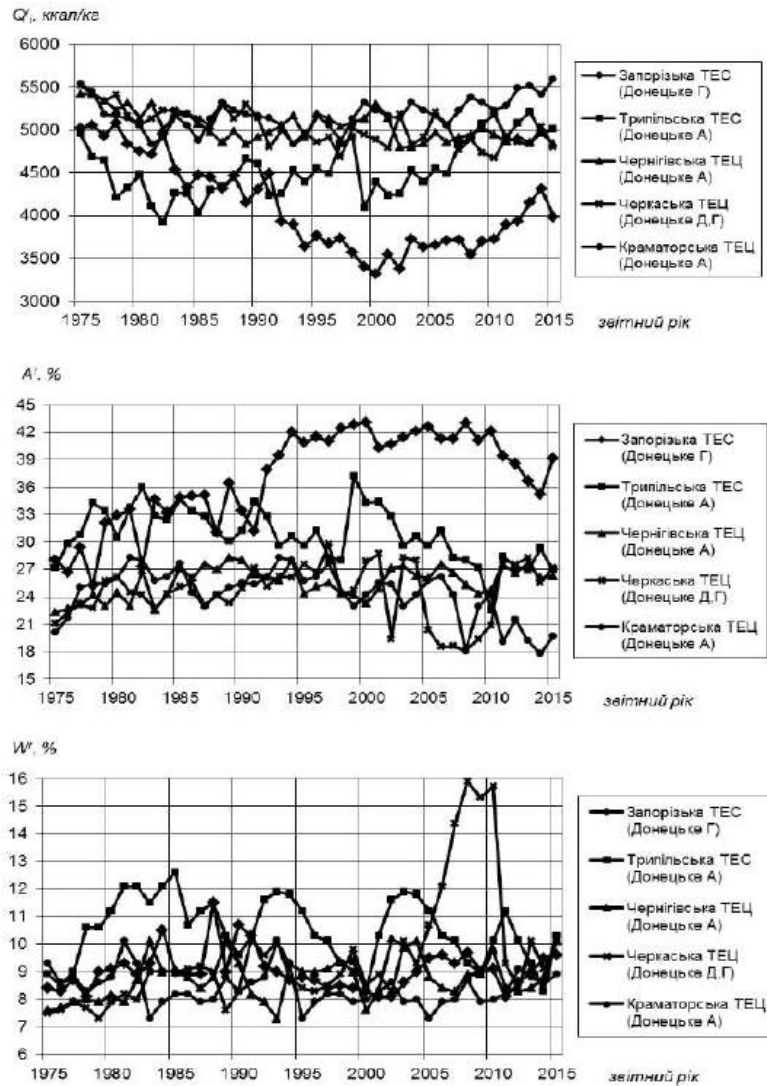 Qʳᵢ, ккал/кг
6000
5500
5000
4500
4000
3500
3000
1975 1980 1985 1990 1995 2000 2005 2010 2015
звітний рік
Запорізька ТЕС
(Донецьке Г)
Трипільська ТЕС
(Донецьке А)
Чернігівська ТЕЦ
(Донецьке А)
Черкаська ТЕЦ
(Донецьке Д,Г)
Краматорська ТЕЦ
(Донецьке А)
Aʳ, %
45
42
39
36
33
30
27
24
21
18
15
1975 1980 1985 1990 1995 2000 2005 2010 2015
звітний рік
Запорізька ТЕС
(Донецьке Г)
Трипільська ТЕС
(Донецьке А)
Чернігівська ТЕЦ
(Донецьке А)
Черкаська ТЕЦ
(Донецьке Д,Г)
Краматорська ТЕЦ
(Донецьке А)
Wʳ, %
16
15
14
13
12
11
10
9
8
7
6
1975 1980 1985 1990 1995 2000 2005 2010 2015
звітний рік
Запорізька ТЕС
(Донецьке Г)
Трипільська ТЕС
(Донецьке А)
Чернігівська ТЕЦ
(Донецьке А)
Черкаська ТЕЦ
(Донецьке Д,Г)
Краматорська ТЕЦ
(Донецьке А)